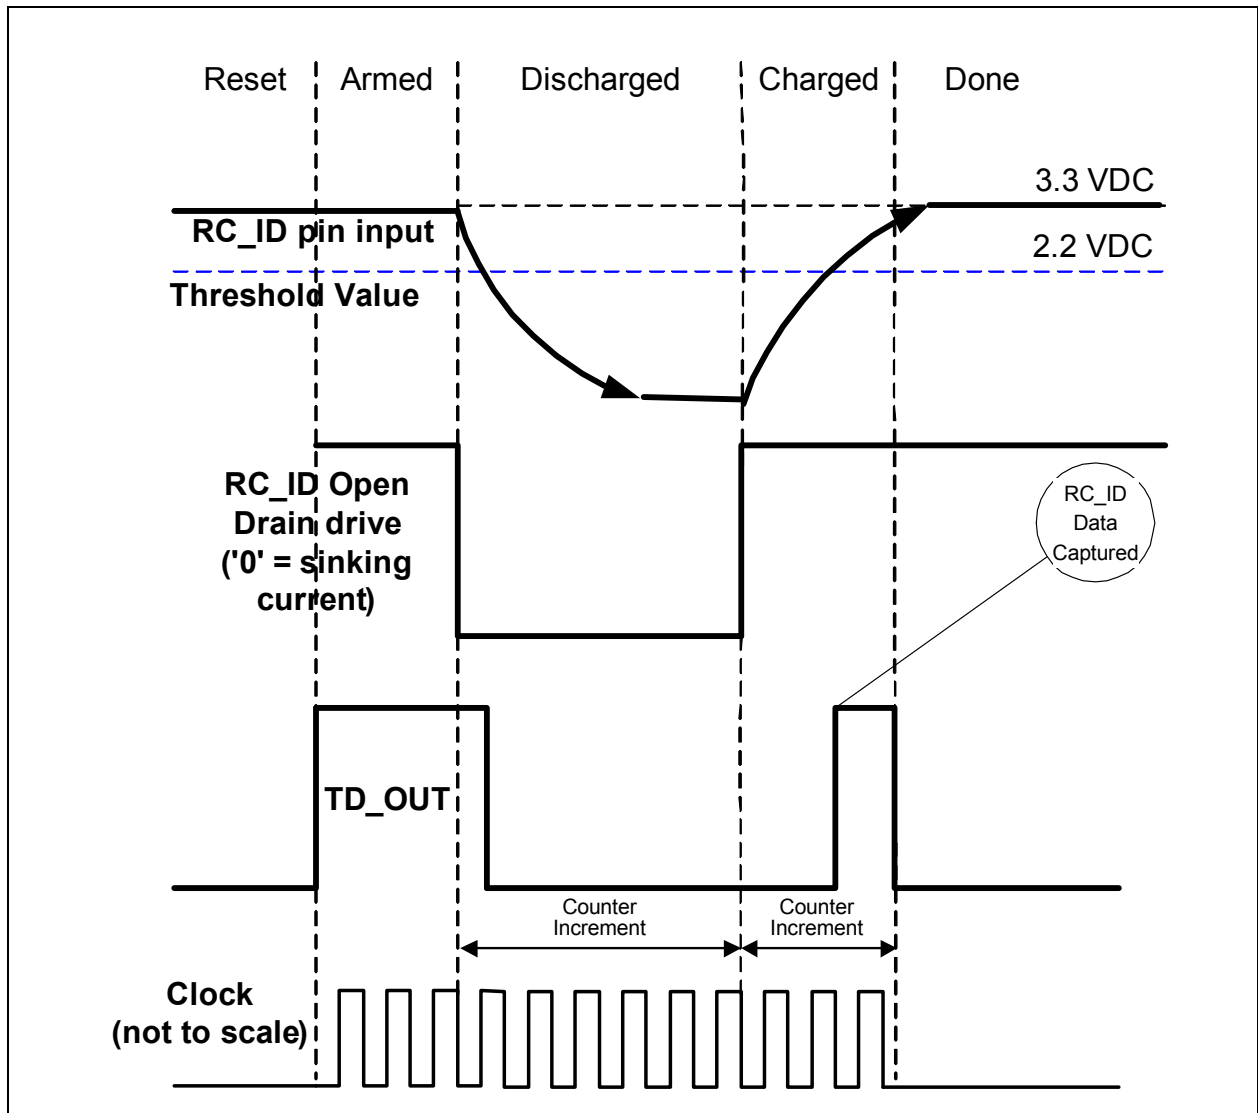 Reset Armed Discharged Charged Done
3.3 VDC
RC_ID pin input
2.2 VDC
Threshold Value
RC_ID Open
Drain drive
('0' = sinking
current)
RC_ID
Data
Captured
TD_OUT
Counter
Increment
Counter
Increment
Clock
(not to scale)